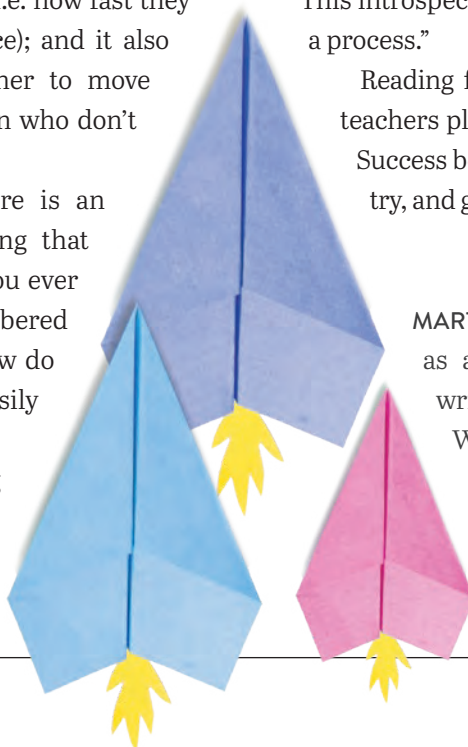 i.e. how fast they
ce); and it also
ner to move
n who don’t
re is an
ng that
ou ever
bered
w do
sily
This introspec
a process.”
Reading f
teachers pl
Success b
try, and g
MART
as a
wr
W